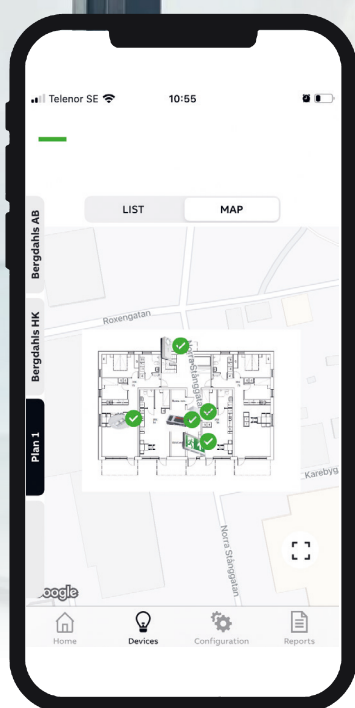 Telenor SE
10:55
LIST
MAP
Bergdahls AB
Bergdahls HK
Plan 1
Roxengatan
Norra Stånggatan
Karebyg
Norra Stånggatan
oogle
Home
Devices
Configuration
Reports